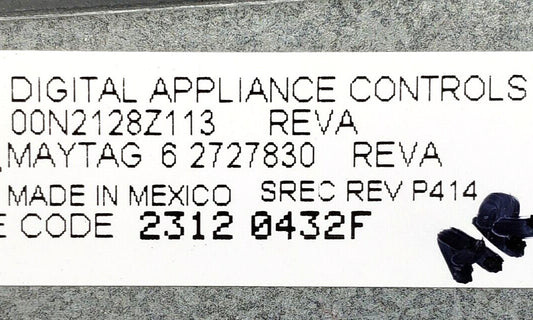 DIGITAL APPLIANCE CONTROLS
00N2128Z113 REVA
MAYTAG 6 2727830 REVA
MADE IN MEXICO SREC REV P414
E CODE 2312 0432F